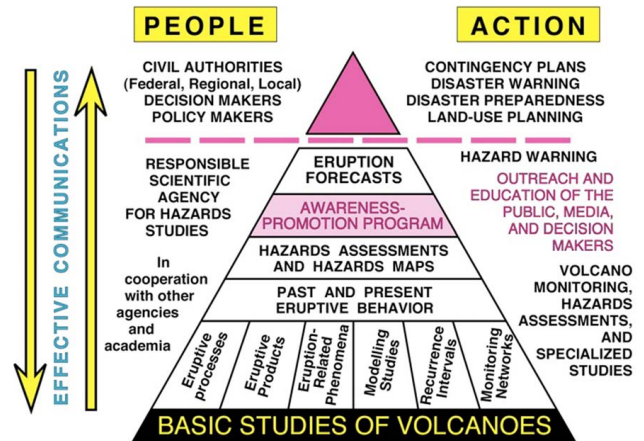 PEOPLE
ACTION
EFFECTIVE COMMUNICATIONS
CIVIL AUTHORITIES
(Federal, Regional, Local)
DECISION MAKERS
POLICY MAKERS
CONTINGENCY PLANS
DISASTER WARNING
DISASTER PREPAREDNESS
LAND-USE PLANNING
RESPONSIBLE
SCIENTIFIC
AGENCY
FOR HAZARDS
STUDIES
In
cooperation
with other
agencies
and
academia
ERUPTION
FORECASTS
AWARENESS-
PROMOTION PROGRAM
HAZARDS ASSESSMENTS
AND HAZARDS MAPS
PAST AND PRESENT
ERUPTIVE BEHAVIOR
Eruptive
processes
Eruptive
Products
Eruption-
Related
Phenomena
Modelling
Studies
Recurrence
Intervals
Monitoring
Networks
HAZARD WARNING
OUTREACH AND
EDUCATION OF THE
PUBLIC, MEDIA,
AND DECISION
MAKERS
VOLCANO
MONITORING,
HAZARDS
ASSESSMENTS,
AND
SPECIALIZED
STUDIES
BASIC STUDIES OF VOLCANOES